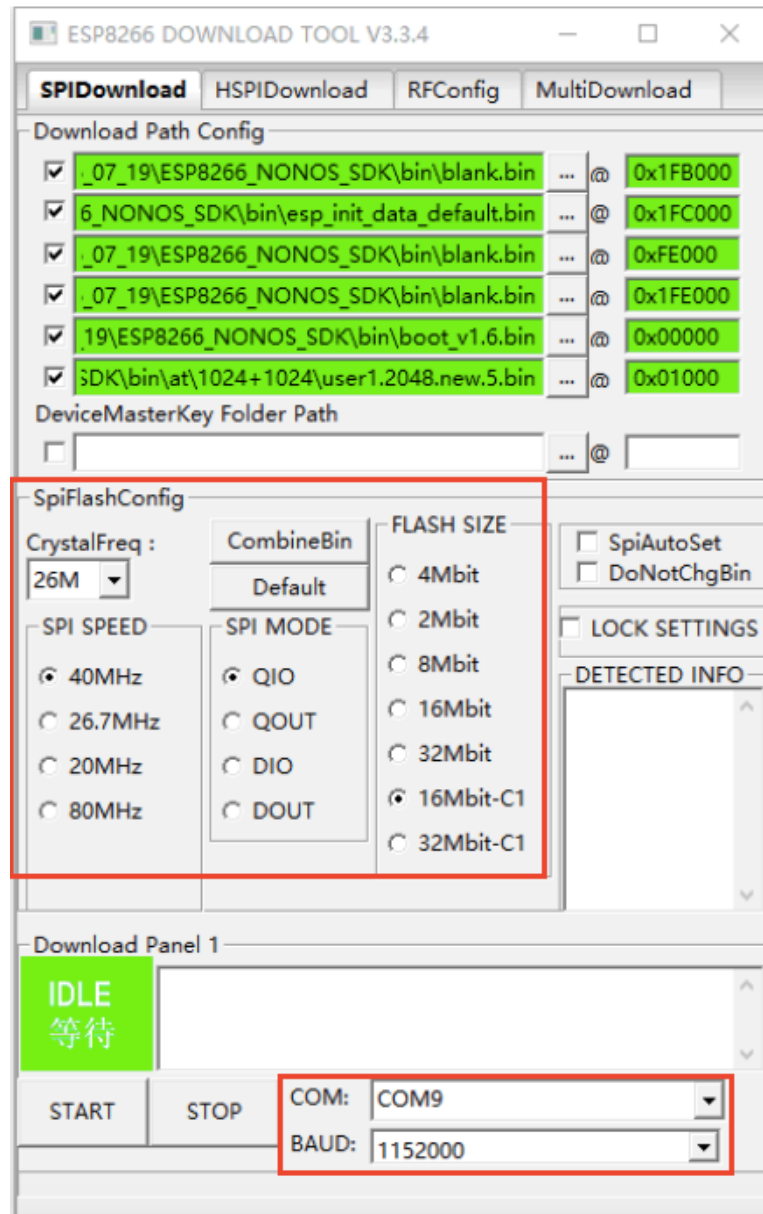 ESP8266 DOWNLOAD TOOL V3.3.4
SPIDownload HSPIDownload RFConfig MultiDownload
Download Path Config
_07_19\ESP8266_NONOS_SDK\bin\blank.bin ... @ 0x1FB000
6_NONOS_SDK\bin\esp_init_data_default.bin ... @ 0x1FC000
_07_19\ESP8266_NONOS_SDK\bin\blank.bin ... @ 0xFE000
_07_19\ESP8266_NONOS_SDK\bin\blank.bin ... @ 0x1FE000
19\ESP8266_NONOS_SDK\bin\boot_v1.6.bin ... @ 0x00000
SDK\bin\at\1024+1024\user1.2048.new.5.bin ... @ 0x01000
DeviceMasterKey Folder Path
... @
SpiFlashConfig
CrystalFreq :
26M
CombineBin
Default
SPI SPEED
40MHz
26.7MHz
20MHz
80MHz
SPI MODE
QIO
QOUT
DIO
DOUT
FLASH SIZE
4Mbit
2Mbit
8Mbit
16Mbit
32Mbit
16Mbit-C1
32Mbit-C1
SpiAutoSet
DoNotChgBin
LOCK SETTINGS
DETECTED INFO
Download Panel 1
IDLE
等待
START STOP
COM: COM9
BAUD: 1152000